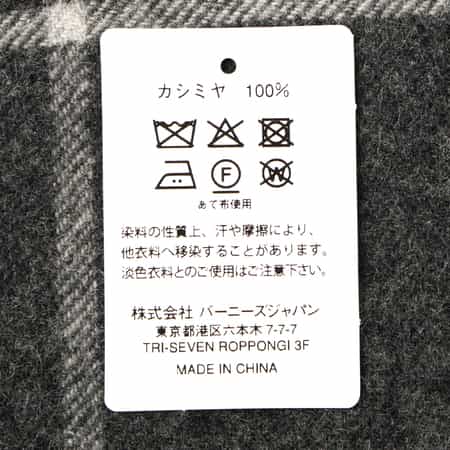 カシミヤ 100%
F W
あて布使用
染料の性質上、汗や摩擦により、
他衣料へ移染することがあります。
淡色衣料とのご使用はご注意下さい。
株式会社 バーニーズジャパン
東京都港区六本木 7-7-7
TRI-SEVEN ROPPONGI 3F
MADE IN CHINA